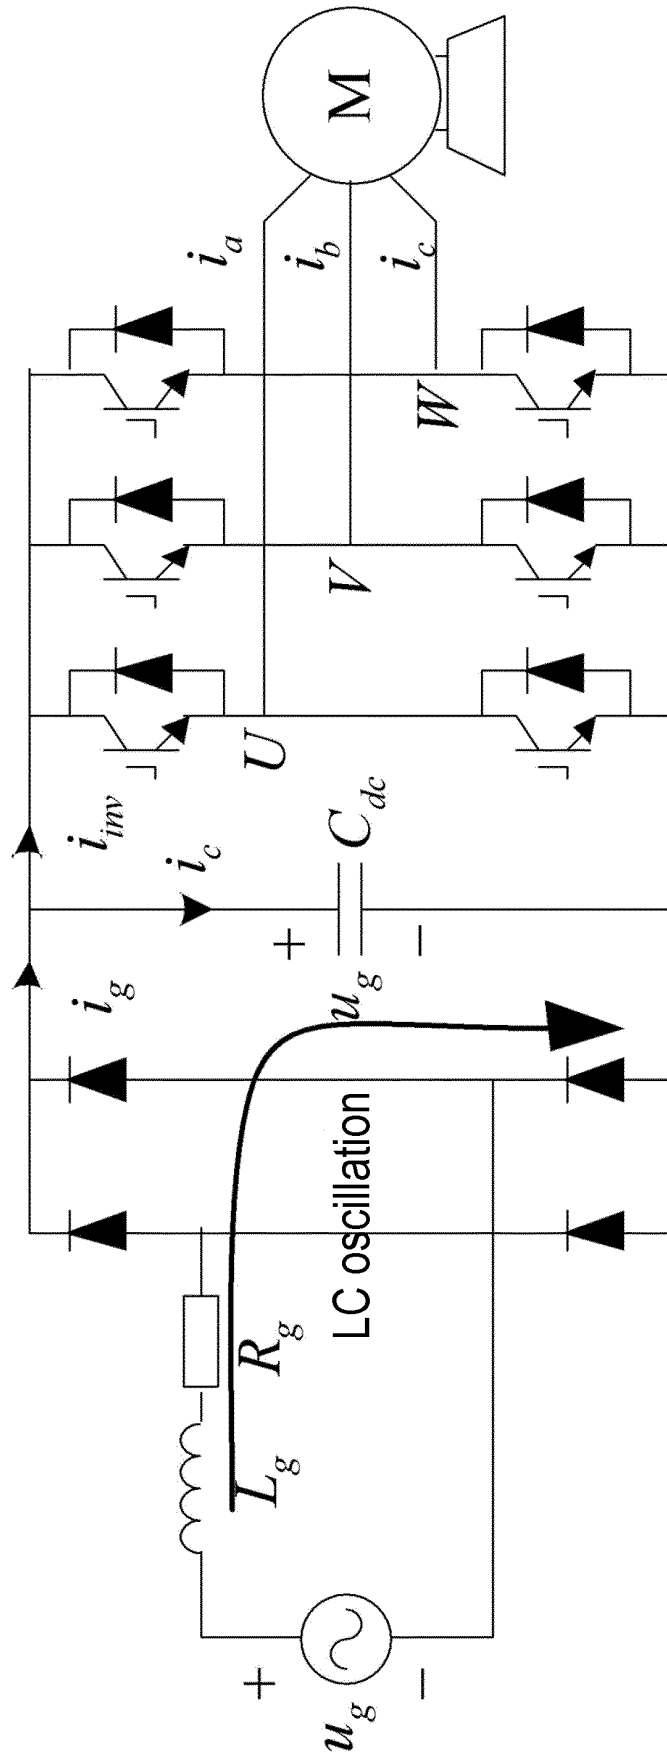 +
u_g
−
L_g
R_g
LC oscillation
i_g
+
u_g
−
i_c
C_dc
i_inv
U
V
W
i_a
i_b
i_c
M